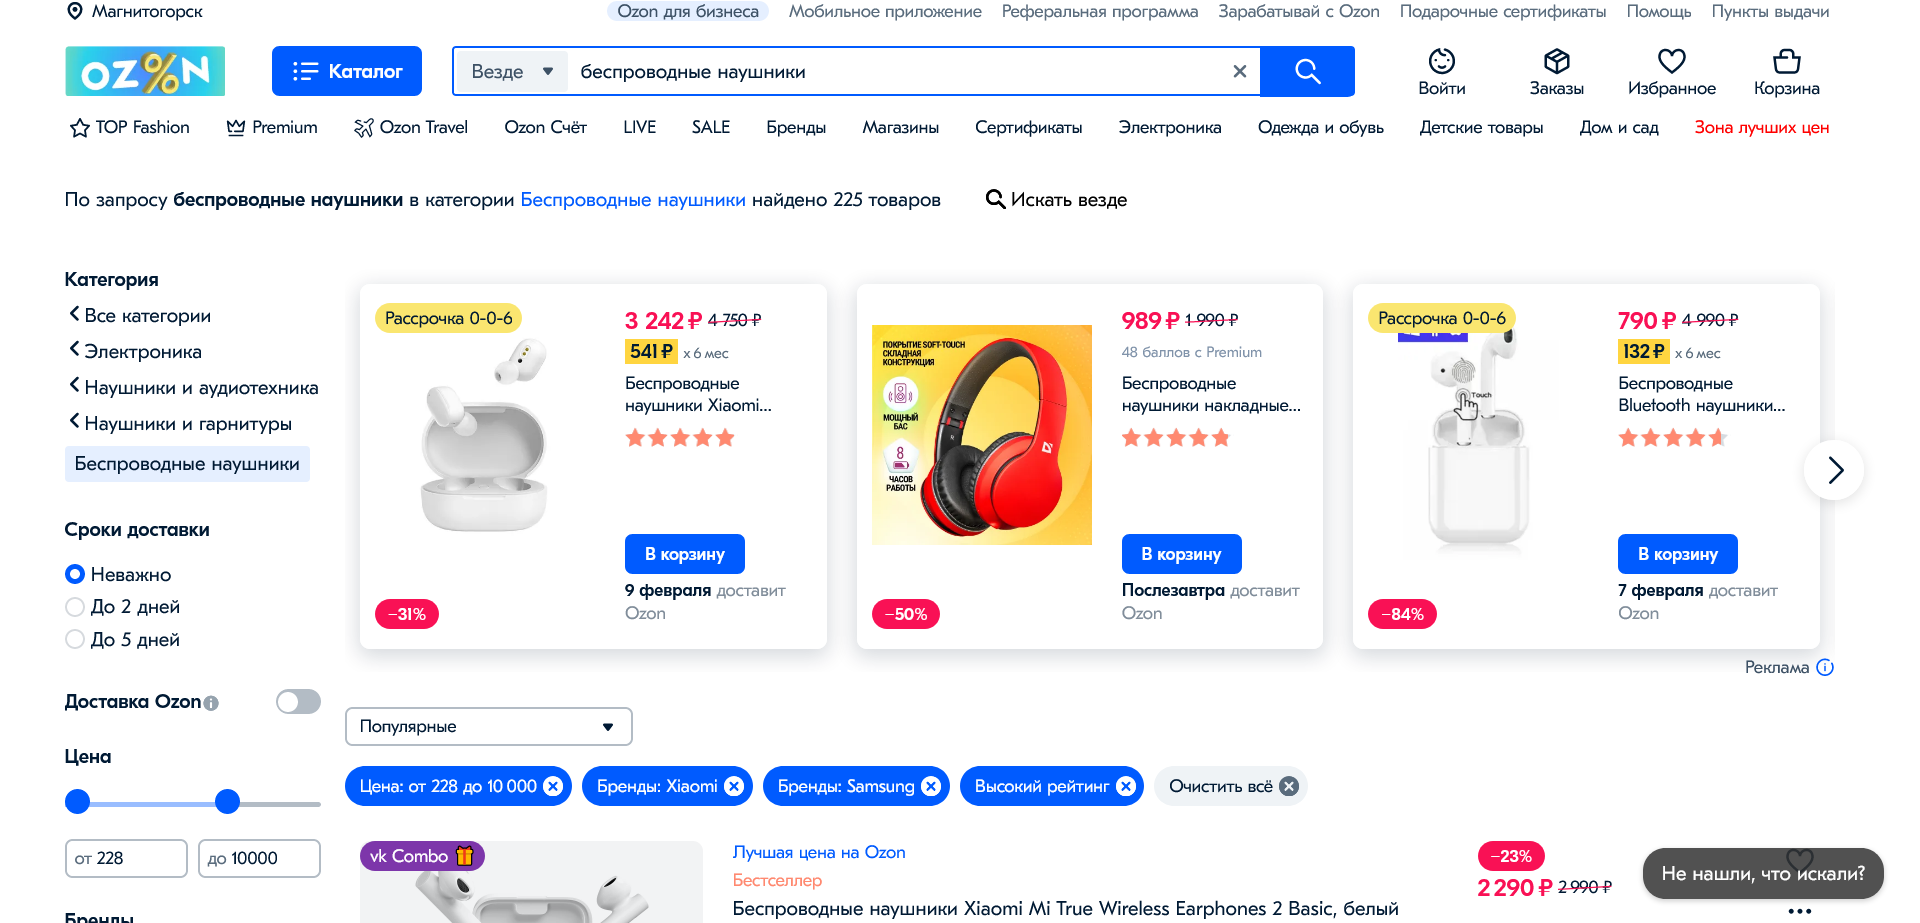 Магнитогорск
Ozon для бизнеса
Мобильное приложение
Реферальная программа
Зарабатывай с Ozon
Подарочные сертификаты
Помощь
Пункты выдачи
OZ%N
Каталог
Везде
беспроводные наушники
Войти
Заказы
Избранное
Корзина
TOP Fashion
Premium
Ozon Travel
Ozon Счёт
LIVE
SALE
Бренды
Магазины
Сертификаты
Электроника
Одежда и обувь
Детские товары
Дом и сад
Зона лучших цен
По запросу беспроводные наушники в категории Беспроводные наушники найдено 225 товаров
Искать везде
Категория
Все категории
Электроника
Наушники и аудиотехника
Наушники и гарнитуры
Беспроводные наушники
Сроки доставки
Неважно
До 2 дней
До 5 дней
Доставка Ozon
Цена
от 228
до 10000
Бренды
Рассрочка 0-0-6
–31%
3 242 ₽ 4 750 ₽
541 ₽ x 6 мес
Беспроводные
наушники Xiaomi...
В корзину
9 февраля доставит
Ozon
ПОКРЫТИЕ SOFT-TOUCH
СКЛАДНАЯ
КОНСТРУКЦИЯ
МОЩНЫЙ
БАС
8
ЧАСОВ
РАБОТЫ
–50%
989 ₽ 1 990 ₽
48 баллов с Premium
Беспроводные
наушники накладные...
В корзину
Послезавтра доставит
Ozon
Рассрочка 0-0-6
Touch
–84%
790 ₽ 4 990 ₽
132 ₽ x 6 мес
Беспроводные
Bluetooth наушники...
В корзину
7 февраля доставит
Ozon
Реклама
Популярные
Цена: от 228 до 10 000
Бренды: Xiaomi
Бренды: Samsung
Высокий рейтинг
Очистить всё
vk Combo
Лучшая цена на Ozon
Бестселлер
Беспроводные наушники Xiaomi Mi True Wireless Earphones 2 Basic, белый
–23%
2 290 ₽ 2 990 ₽
Не нашли, что искали?